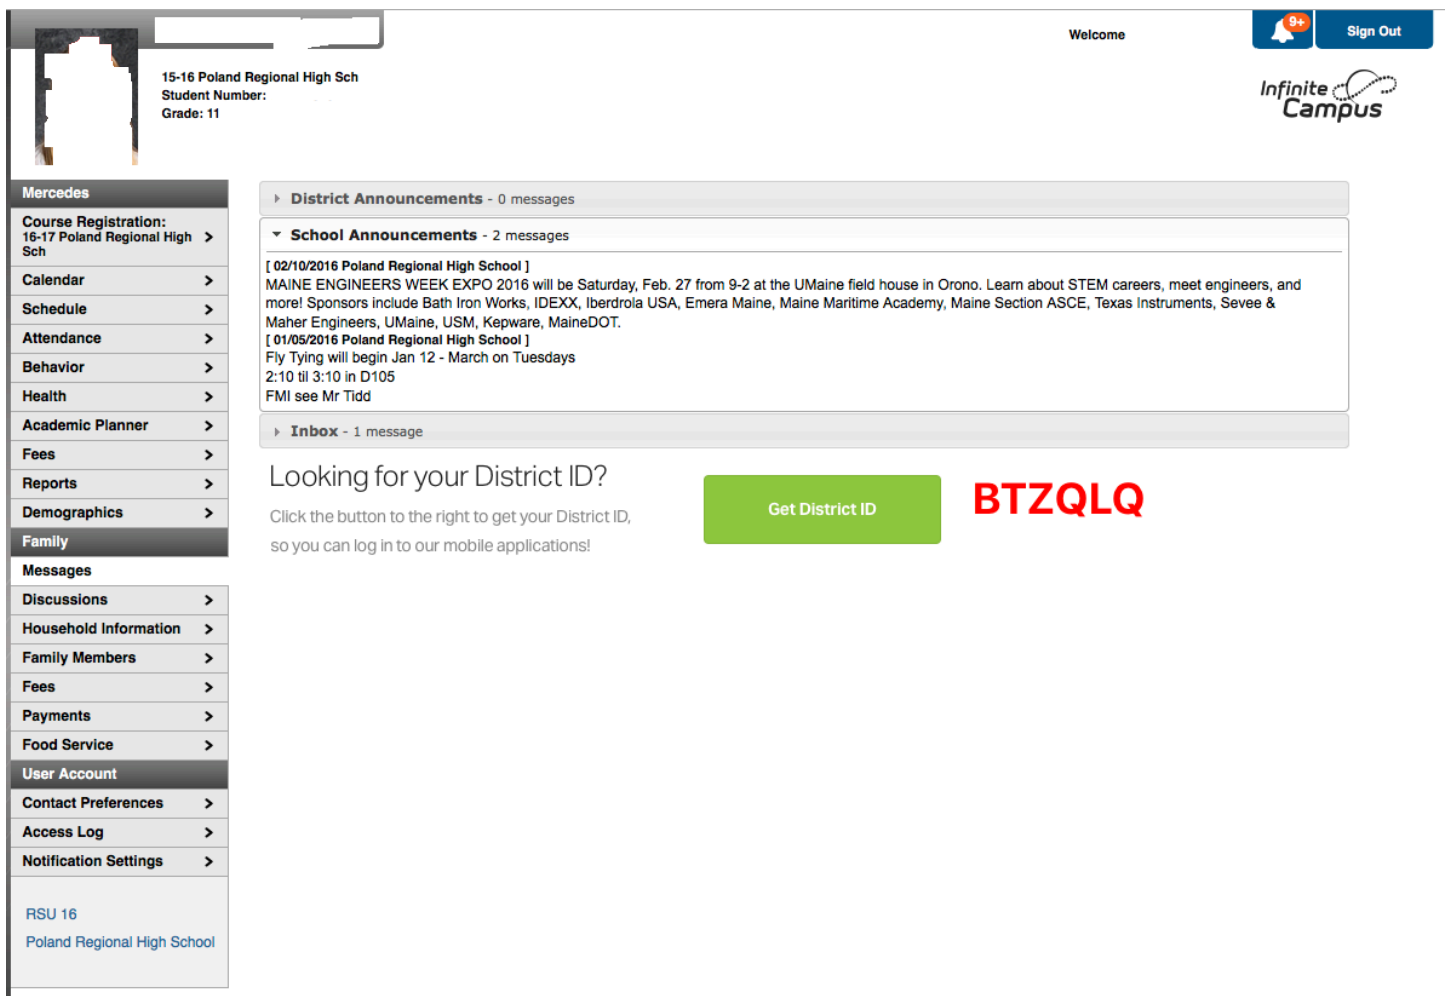 Welcome
9+
Sign Out
15-16 Poland Regional High Sch
Student Number:
Grade: 11
Infinite
Campus
Mercedes
Course Registration:
16-17 Poland Regional High
Sch
Calendar
Schedule
Attendance
Behavior
Health
Academic Planner
Fees
Reports
Demographics
Family
Messages
Discussions
Household Information
Family Members
Fees
Payments
Food Service
User Account
Contact Preferences
Access Log
Notification Settings
RSU 16
Poland Regional High School
District Announcements - 0 messages
School Announcements - 2 messages
[ 02/10/2016 Poland Regional High School ]
MAINE ENGINEERS WEEK EXPO 2016 will be Saturday, Feb. 27 from 9-2 at the UMaine field house in Orono. Learn about STEM careers, meet engineers, and
more! Sponsors include Bath Iron Works, IDEXX, Iberdrola USA, Emera Maine, Maine Maritime Academy, Maine Section ASCE, Texas Instruments, Sevee &
Maher Engineers, UMaine, USM, Kepware, MaineDOT.
[ 01/05/2016 Poland Regional High School ]
Fly Tying will begin Jan 12 - March on Tuesdays
2:10 til 3:10 in D105
FMI see Mr Tidd
Inbox - 1 message
Looking for your District ID?
Click the button to the right to get your District ID,
so you can log in to our mobile applications!
Get District ID
BTZQLQ